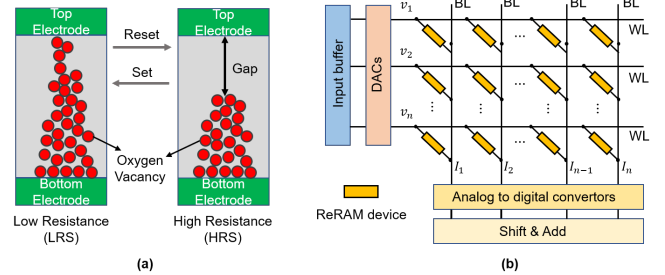 (a)
Top
Electrode
Top
Electrode
Reset
Set
Gap
Oxygen
Vacancy
Bottom
Electrode
Bottom
Electrode
Low Resistance
(LRS)
High Resistance
(HRS)
(a)
(b)
BL BL BL BL
Input buffer
DACs
v₁
WL
...
v₂
WL
...
⋮ ⋮ ⋮
vₙ
WL
...
I₁ I₂ Iₙ₋₁ Iₙ
ReRAM device
Analog to digital convertors
Shift & Add
(b)